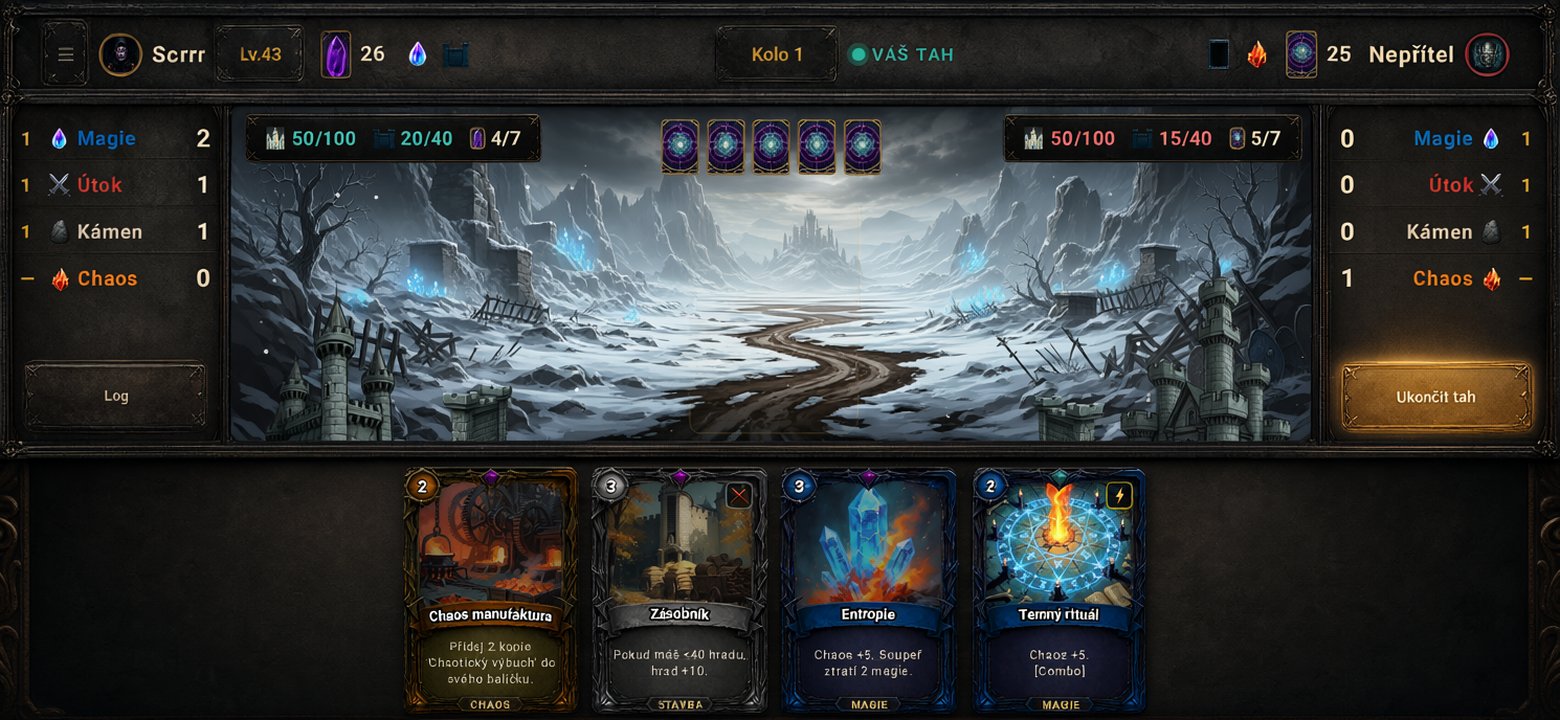 Scrrr
Lv.43
26
Kolo 1
VÁŠ TAH
25
Nepřítel
1 Magie 2
1 Útok 1
1 Kámen 1
– Chaos 0
Log
50/100 20/40 4/7
50/100 15/40 5/7
0 Magie 1
0 Útok 1
0 Kámen 1
1 Chaos –
Ukončit tah
2
Chaos manufaktura
Přidej 2 kopie
'Chaotický výbuch' do
svého balíčku.
CHAOS
3
Zásobník
Pokud máš <40 hradu,
hrad +10.
STAVBA
3
Entropie
Chaos +5. Soupeř
ztratí 2 magie.
MAGIE
2
Temný rituál
Chaos +5.
[Combo]
MAGIE